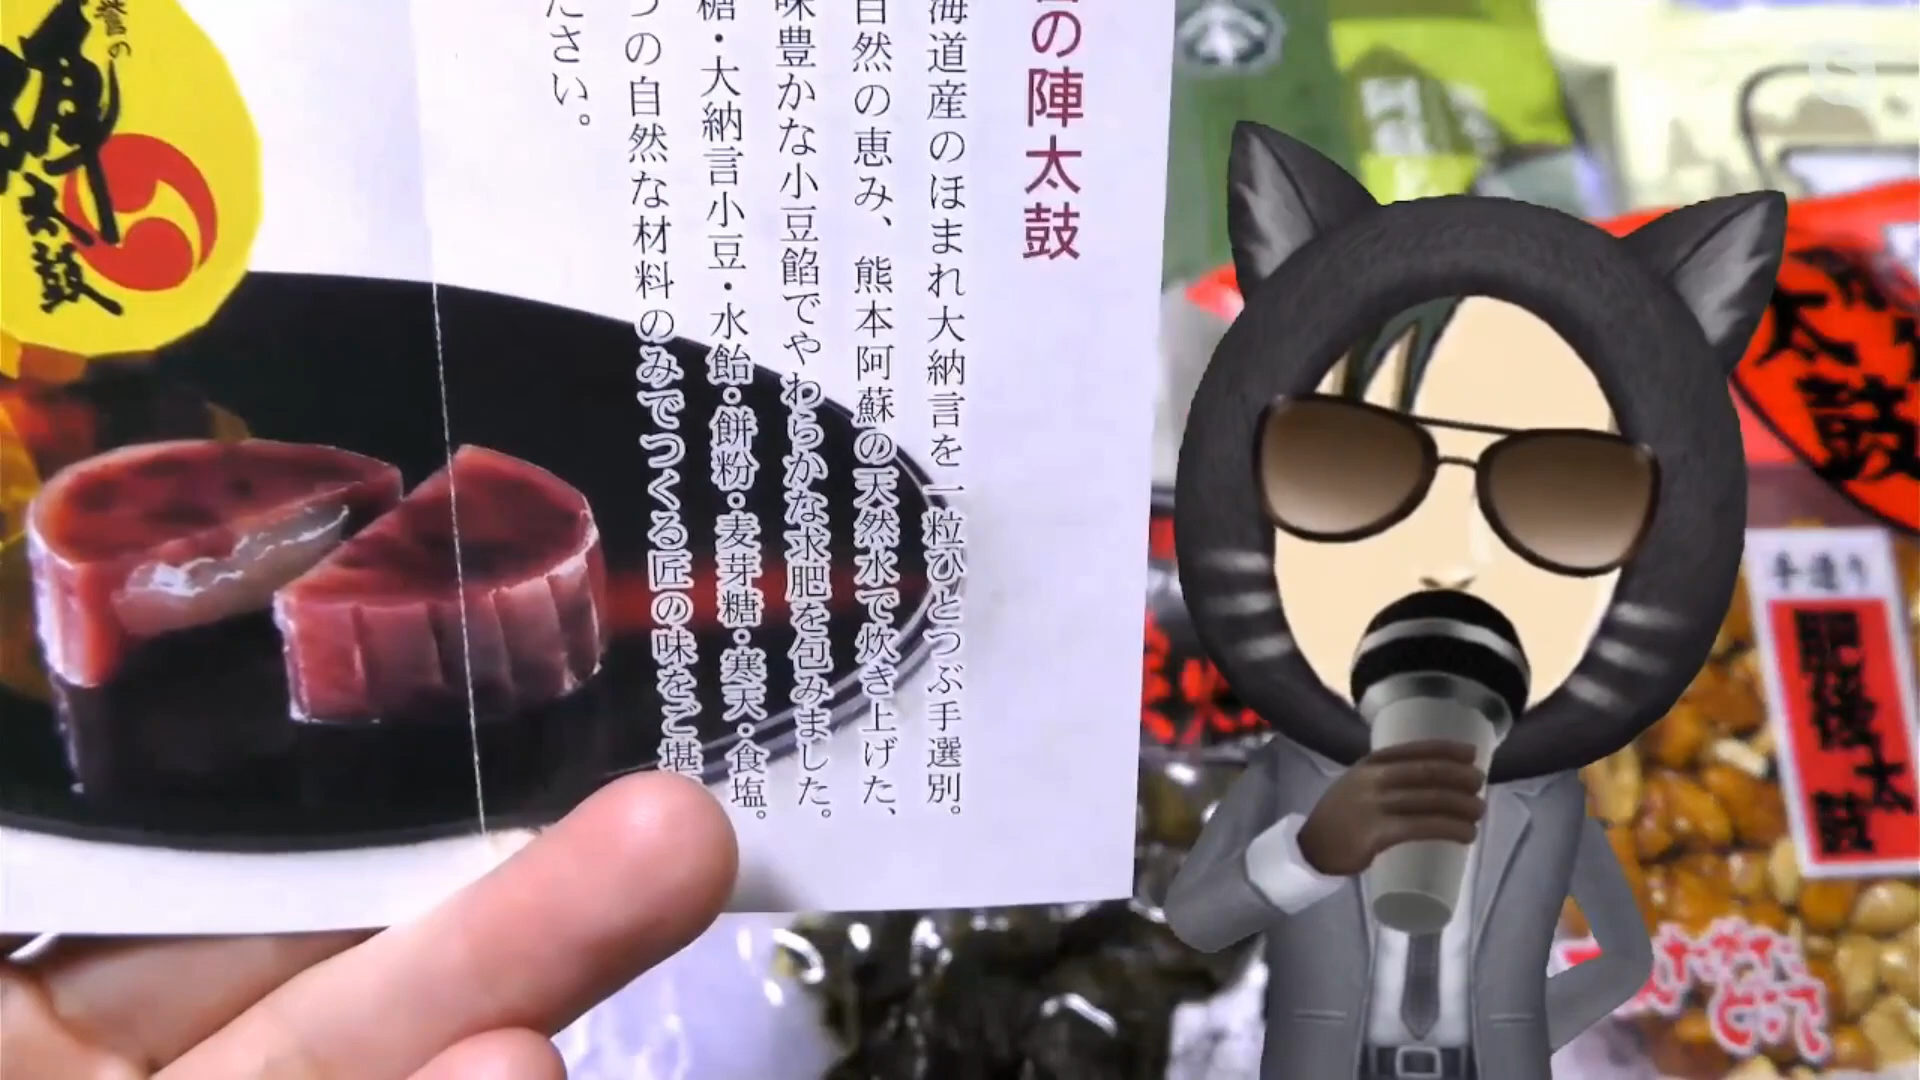 の陣太鼓
海道産のほまれ大納言を一粒ひとつぶ手選別。
自然の恵み、熊本阿蘇の天然水で炊き上げた、
味豊かな小豆餡でやわらかな求肥を包みました。
糖・大納言小豆・水飴・餅粉・麦芽糖・寒天・食塩。
つの自然な材料のみでつくる匠の味をご堪
ださい。
誉の
陣太鼓
太鼓
手造り
肥後太鼓